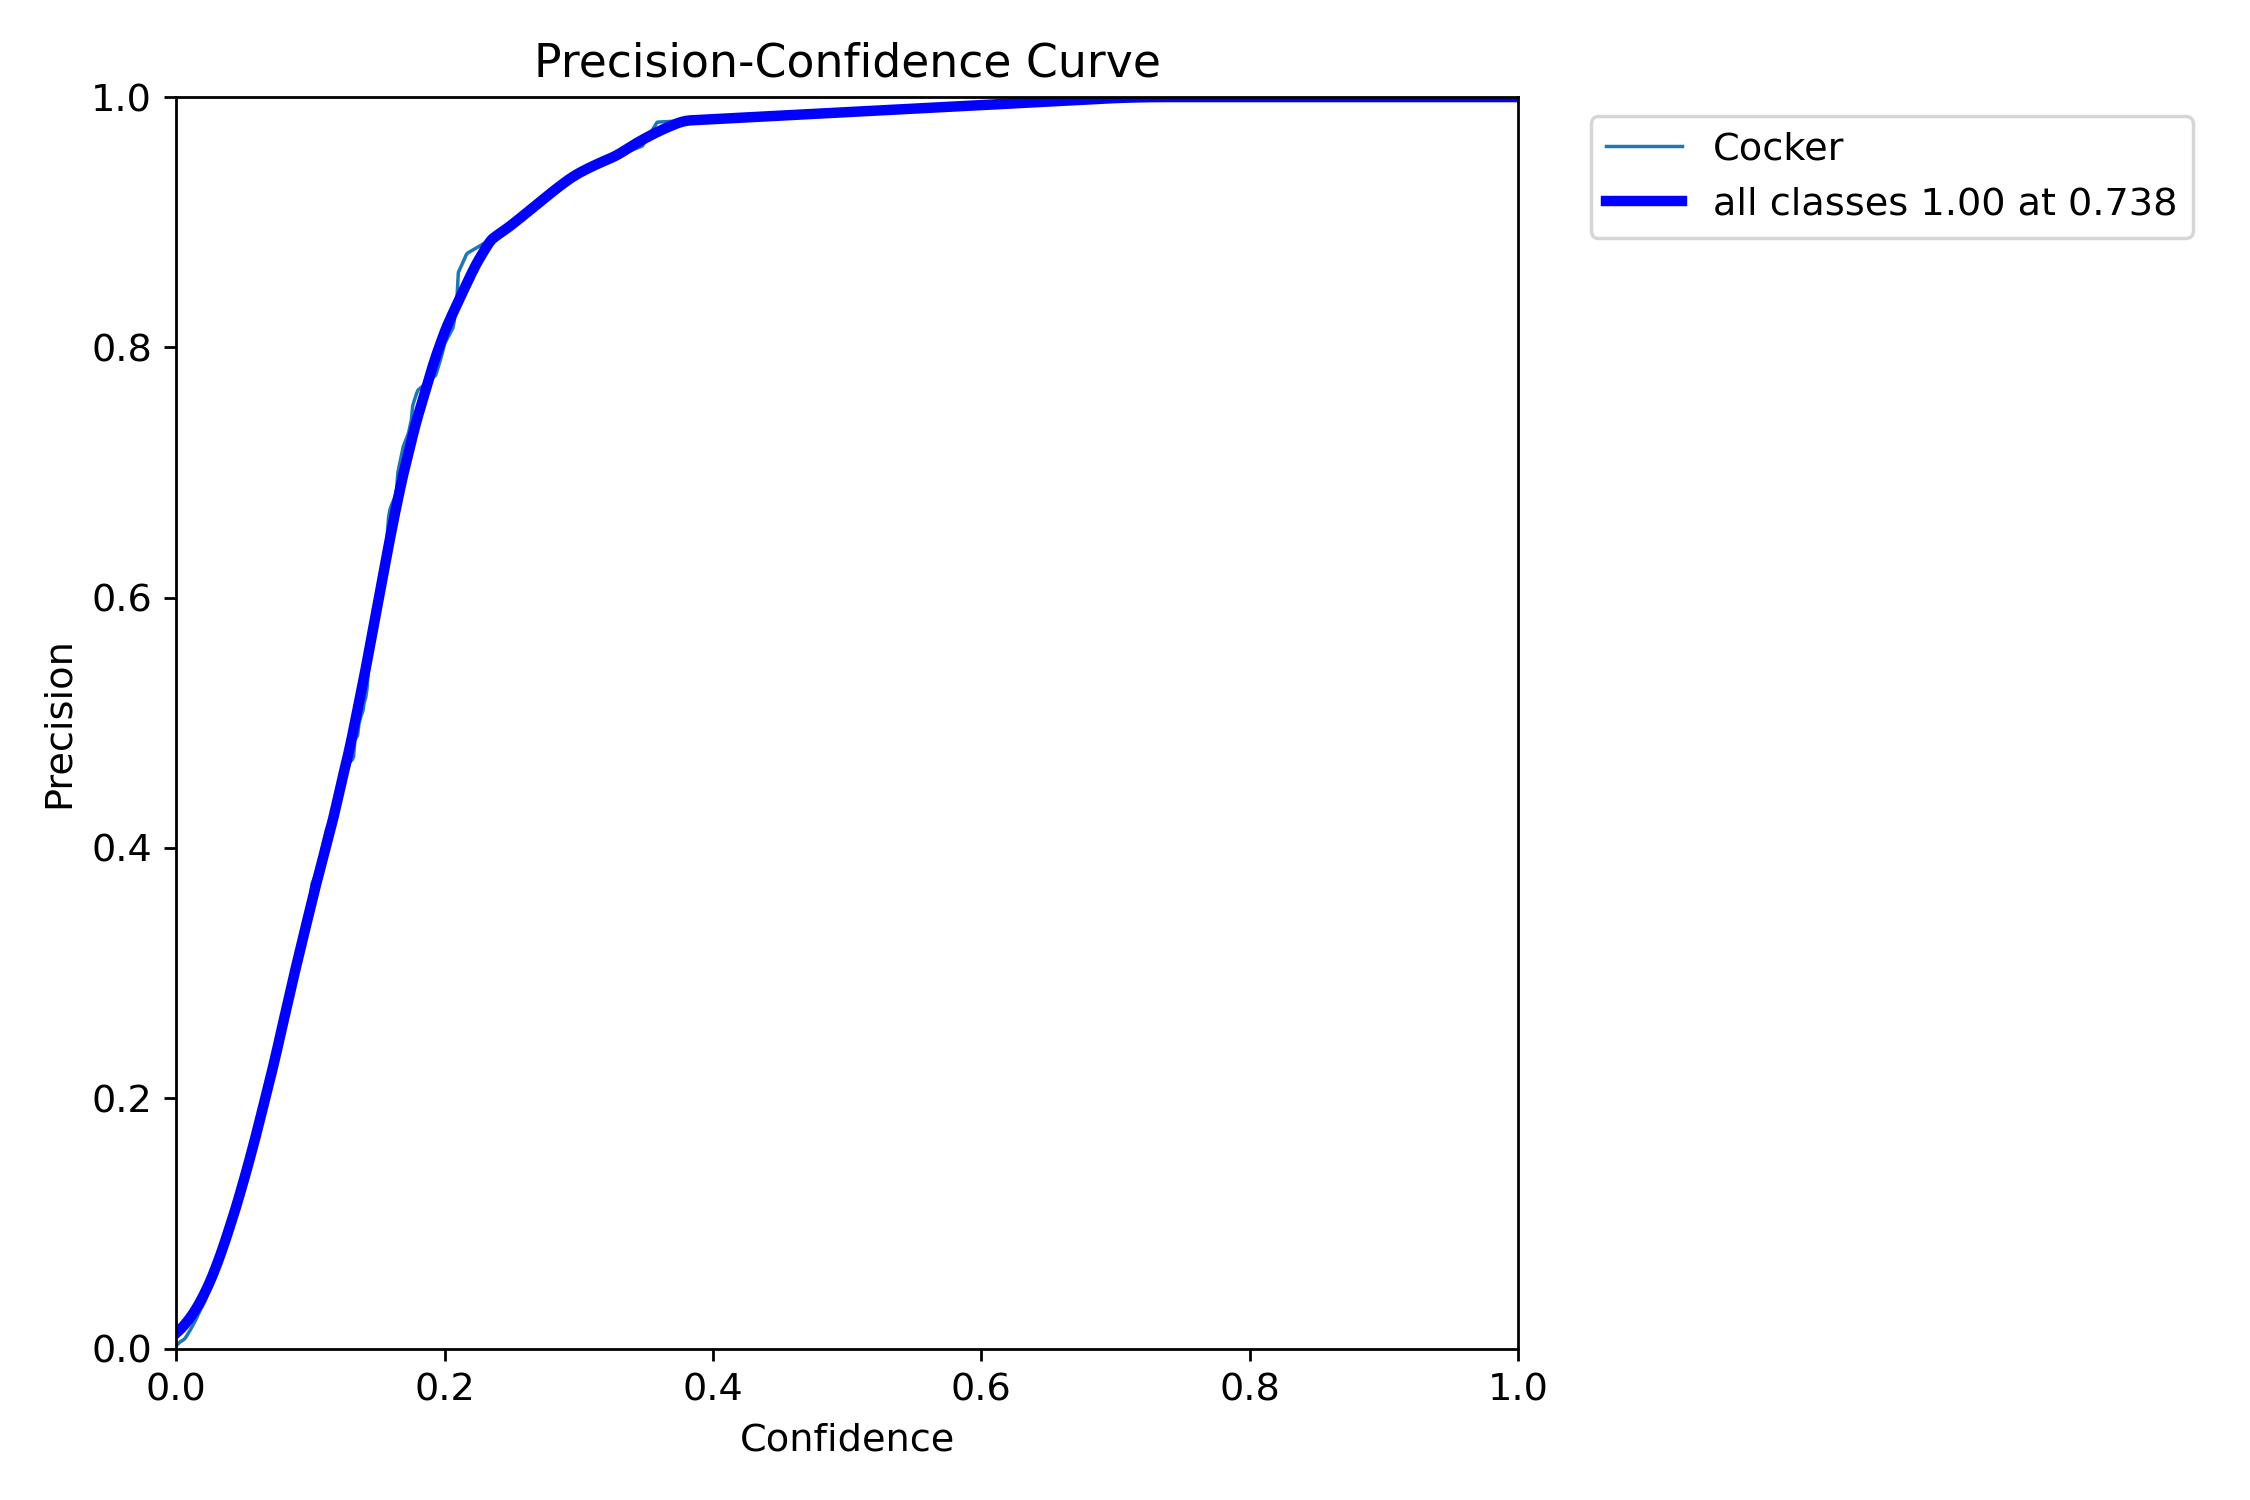 Precision-Confidence Curve
Cocker
all classes 1.00 at 0.738
1.0
0.8
0.6
0.4
0.2
0.0
Precision
0.0 0.2 0.4 0.6 0.8 1.0
Confidence